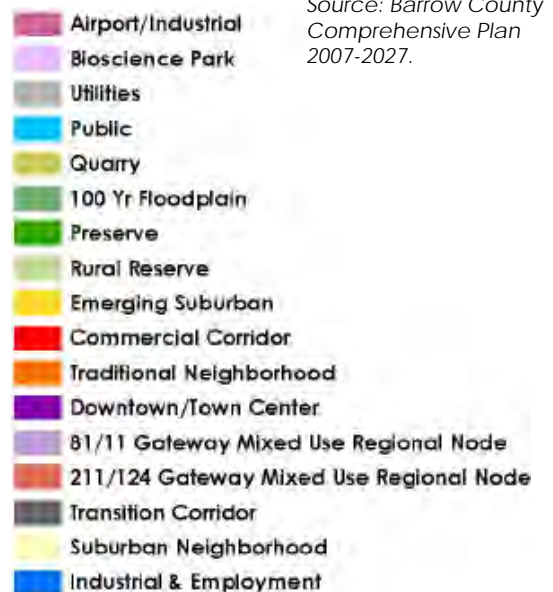 Source: Barrow County
Comprehensive Plan
2007-2027.
Airport/Industrial
Bioscience Park
Utilities
Public
Quarry
100 Yr Floodplain
Preserve
Rural Reserve
Emerging Suburban
Commercial Corridor
Traditional Neighborhood
Downtown/Town Center
81/11 Gateway Mixed Use Regional Node
211/124 Gateway Mixed Use Regional Node
Transition Corridor
Suburban Neighborhood
Industrial & Employment